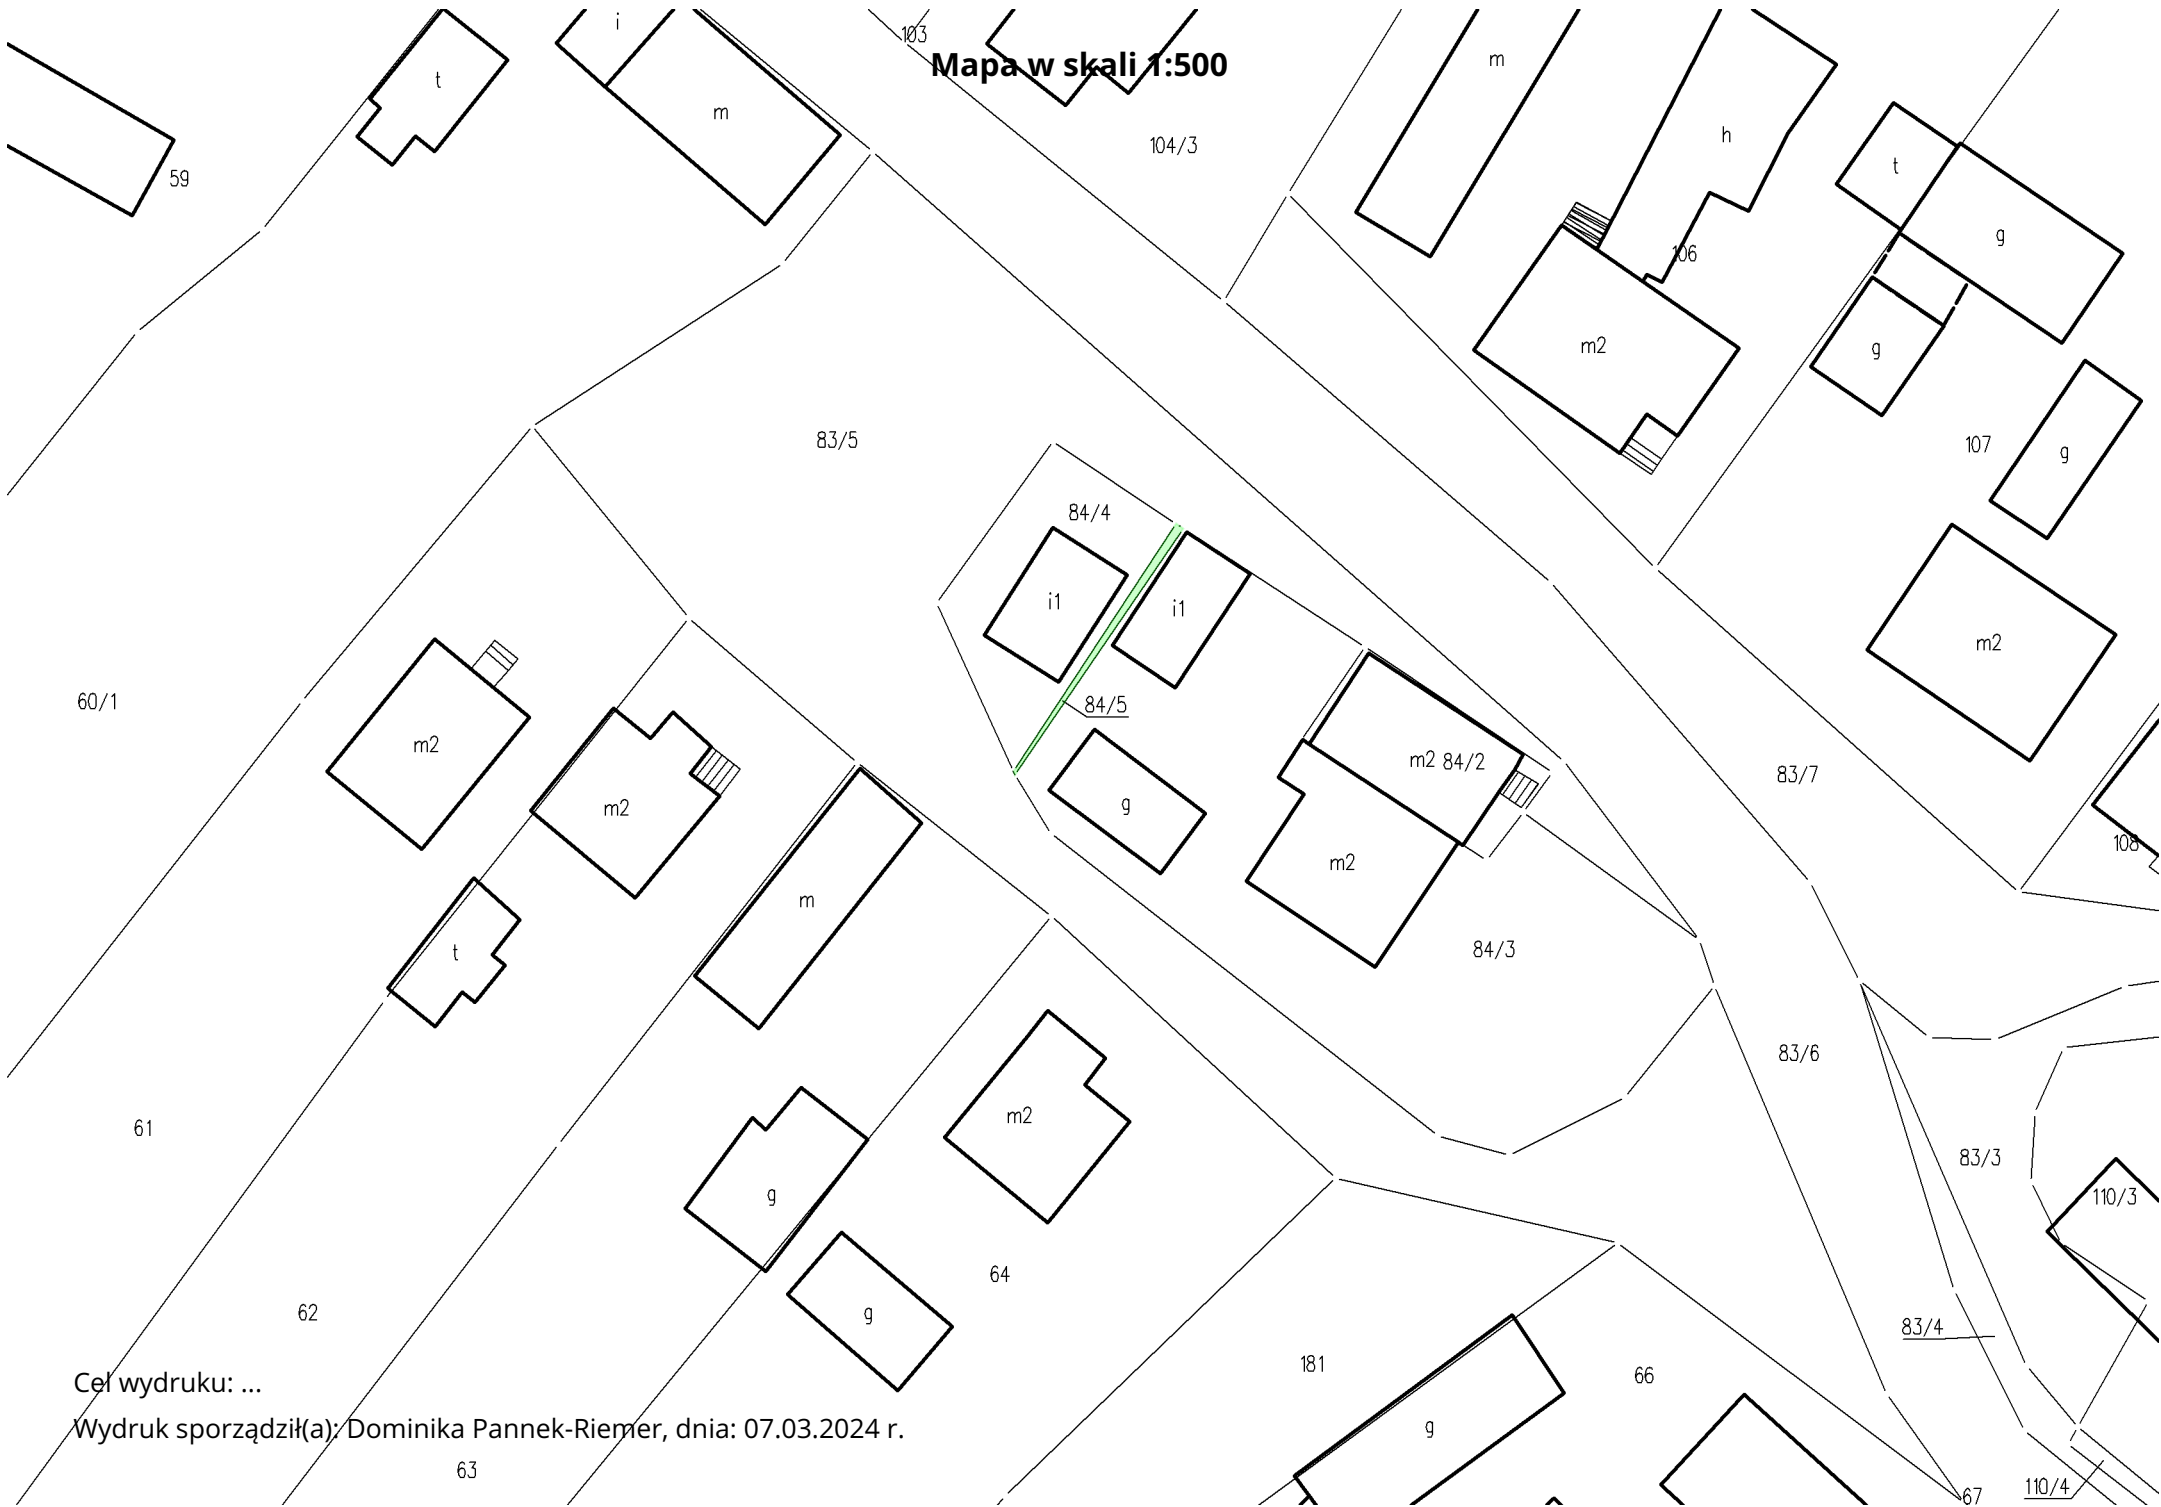 i
103
Mapa w skali 1:500
m
t
m
h
104/3
t
59
g
106
m2
g
83/5
107
g
84/4
i1
i1
m2
60/1
84/5
m2
m2 84/2
83/7
m2
g
108
m2
m
84/3
t
83/6
m2
61
83/3
g
110/3
64
62
g
83/4
181
66
Cel wydruku: ...
g
Wydruk sporządził(a): Dominika Pannek-Riemer, dnia: 07.03.2024 r.
63
110/4
67